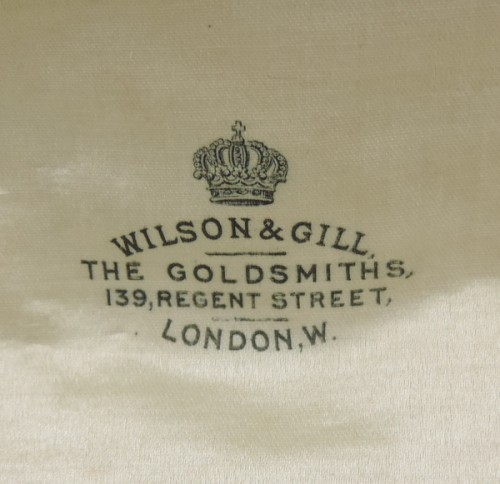 WILSON & GILL,
THE GOLDSMITHS,
139, REGENT STREET,
LONDON, W.